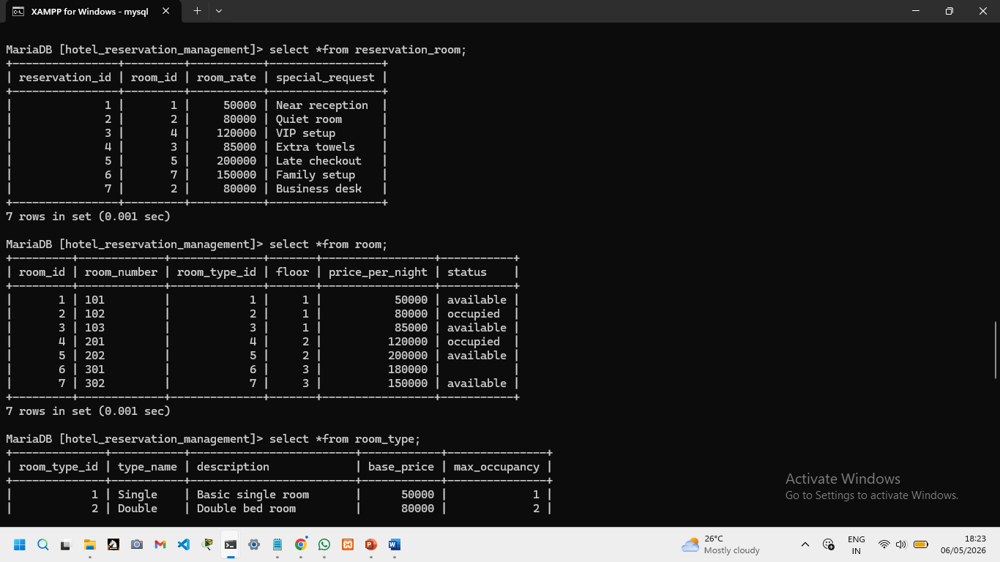 XAMPP for Windows - mysql
MariaDB [hotel_reservation_management]> select *from reservation_room;
+----------------+---------+-----------+-----------------+
| reservation_id | room_id | room_rate | special_request |
+----------------+---------+-----------+-----------------+
|              1 |       1 |     50000 | Near reception  |
|              2 |       2 |     80000 | Quiet room      |
|              3 |       4 |    120000 | VIP setup       |
|              4 |       3 |     85000 | Extra towels    |
|              5 |       5 |    200000 | Late checkout   |
|              6 |       7 |    150000 | Family setup    |
|              7 |       2 |     80000 | Business desk   |
+----------------+---------+-----------+-----------------+
7 rows in set (0.001 sec)
MariaDB [hotel_reservation_management]> select *from room;
+---------+-------------+--------------+-------+-----------------+-----------+
| room_id | room_number | room_type_id | floor | price_per_night | status    |
+---------+-------------+--------------+-------+-----------------+-----------+
|       1 | 101         |            1 |     1 |           50000 | available |
|       2 | 102         |            2 |     1 |           80000 | occupied  |
|       3 | 103         |            3 |     1 |           85000 | available |
|       4 | 201         |            4 |     2 |          120000 | occupied  |
|       5 | 202         |            5 |     2 |          200000 | available |
|       6 | 301         |            6 |     3 |          180000 |           |
|       7 | 302         |            7 |     3 |          150000 | available |
+---------+-------------+--------------+-------+-----------------+-----------+
7 rows in set (0.001 sec)
MariaDB [hotel_reservation_management]> select *from room_type;
+--------------+-----------+-------------------------+------------+---------------+
| room_type_id | type_name | description             | base_price | max_occupancy |
+--------------+-----------+-------------------------+------------+---------------+
|            1 | Single    | Basic single room       |      50000 |             1 |
|            2 | Double    | Double bed room         |      80000 |             2 |
Activate Windows
Go to Settings to activate Windows.
26°C
Mostly cloudy
ENG
IN
18:23
06/05/2026